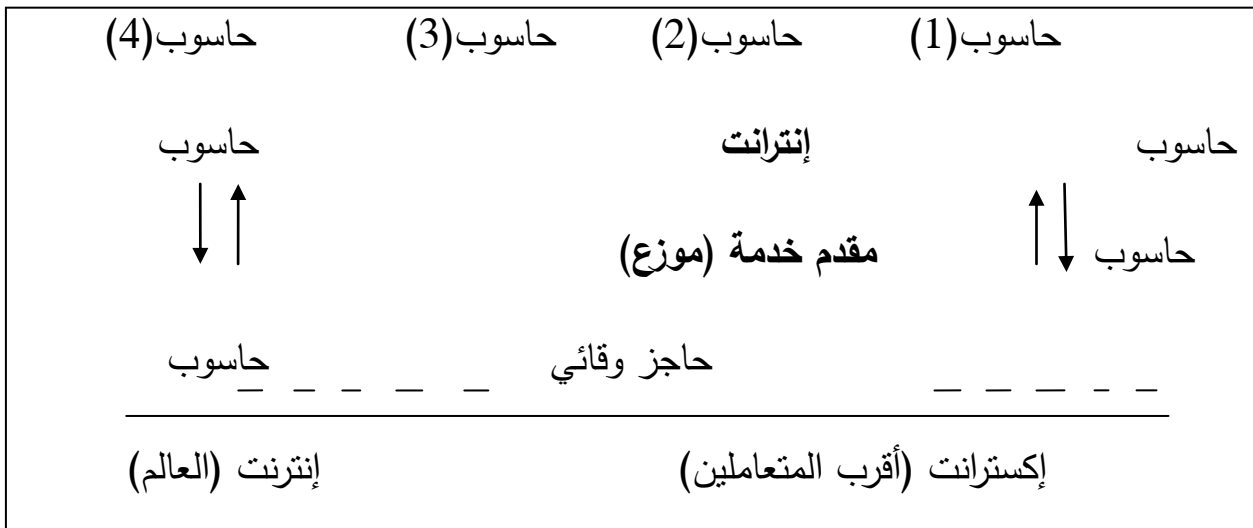 حاسوب(1) حاسوب(2) حاسوب(3) حاسوب(4)
حاسوب إنترانت حاسوب
حاسوب مقدم خدمة (موزع)
حاجز وقائي حاسوب
إكسترانت (أقرب المتعاملين) إنترنت (العالم)